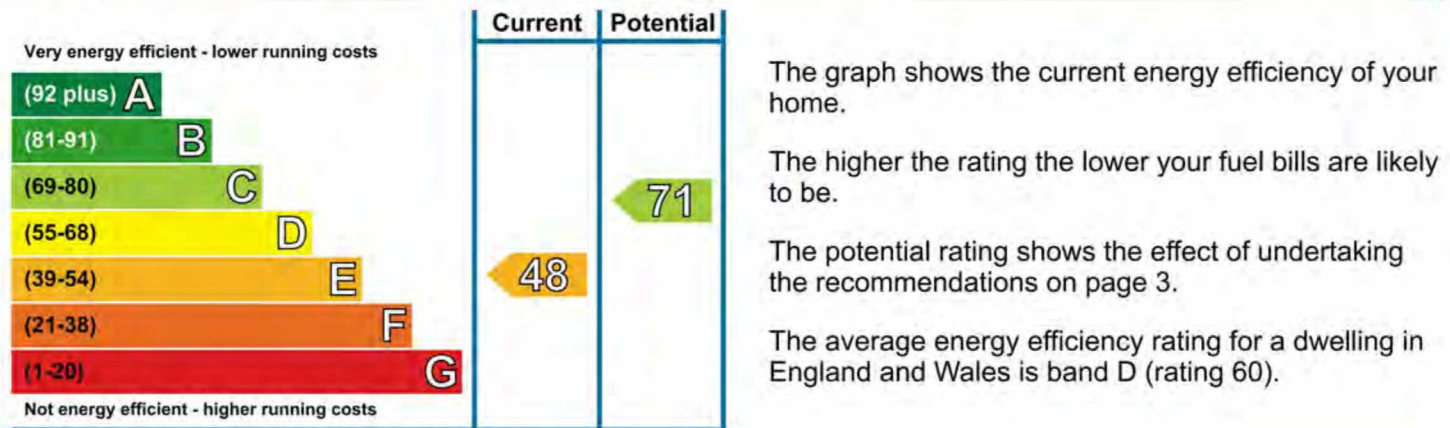 Current Potential
Very energy efficient - lower running costs
(92 plus) A
(81-91) B
(69-80) C
71
(55-68) D
(39-54) E
48
(21-38) F
(1-20) G
Not energy efficient - higher running costs
The graph shows the current energy efficiency of your
home.
The higher the rating the lower your fuel bills are likely
to be.
The potential rating shows the effect of undertaking
the recommendations on page 3.
The average energy efficiency rating for a dwelling in
England and Wales is band D (rating 60).